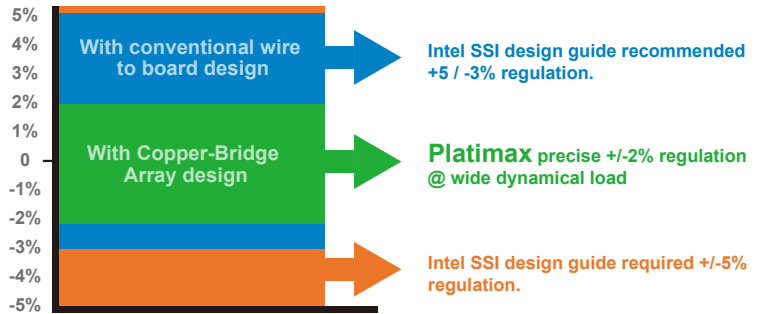 5%
4%
3%
2%
1%
0
-1%
-2%
-3%
-4%
-5%
With conventional wire
to board design
With Copper-Bridge
Array design
Intel SSI design guide recommended
+5 / -3% regulation.
Platimax precise +/-2% regulation
@ wide dynamical load
Intel SSI design guide required +/-5%
regulation.